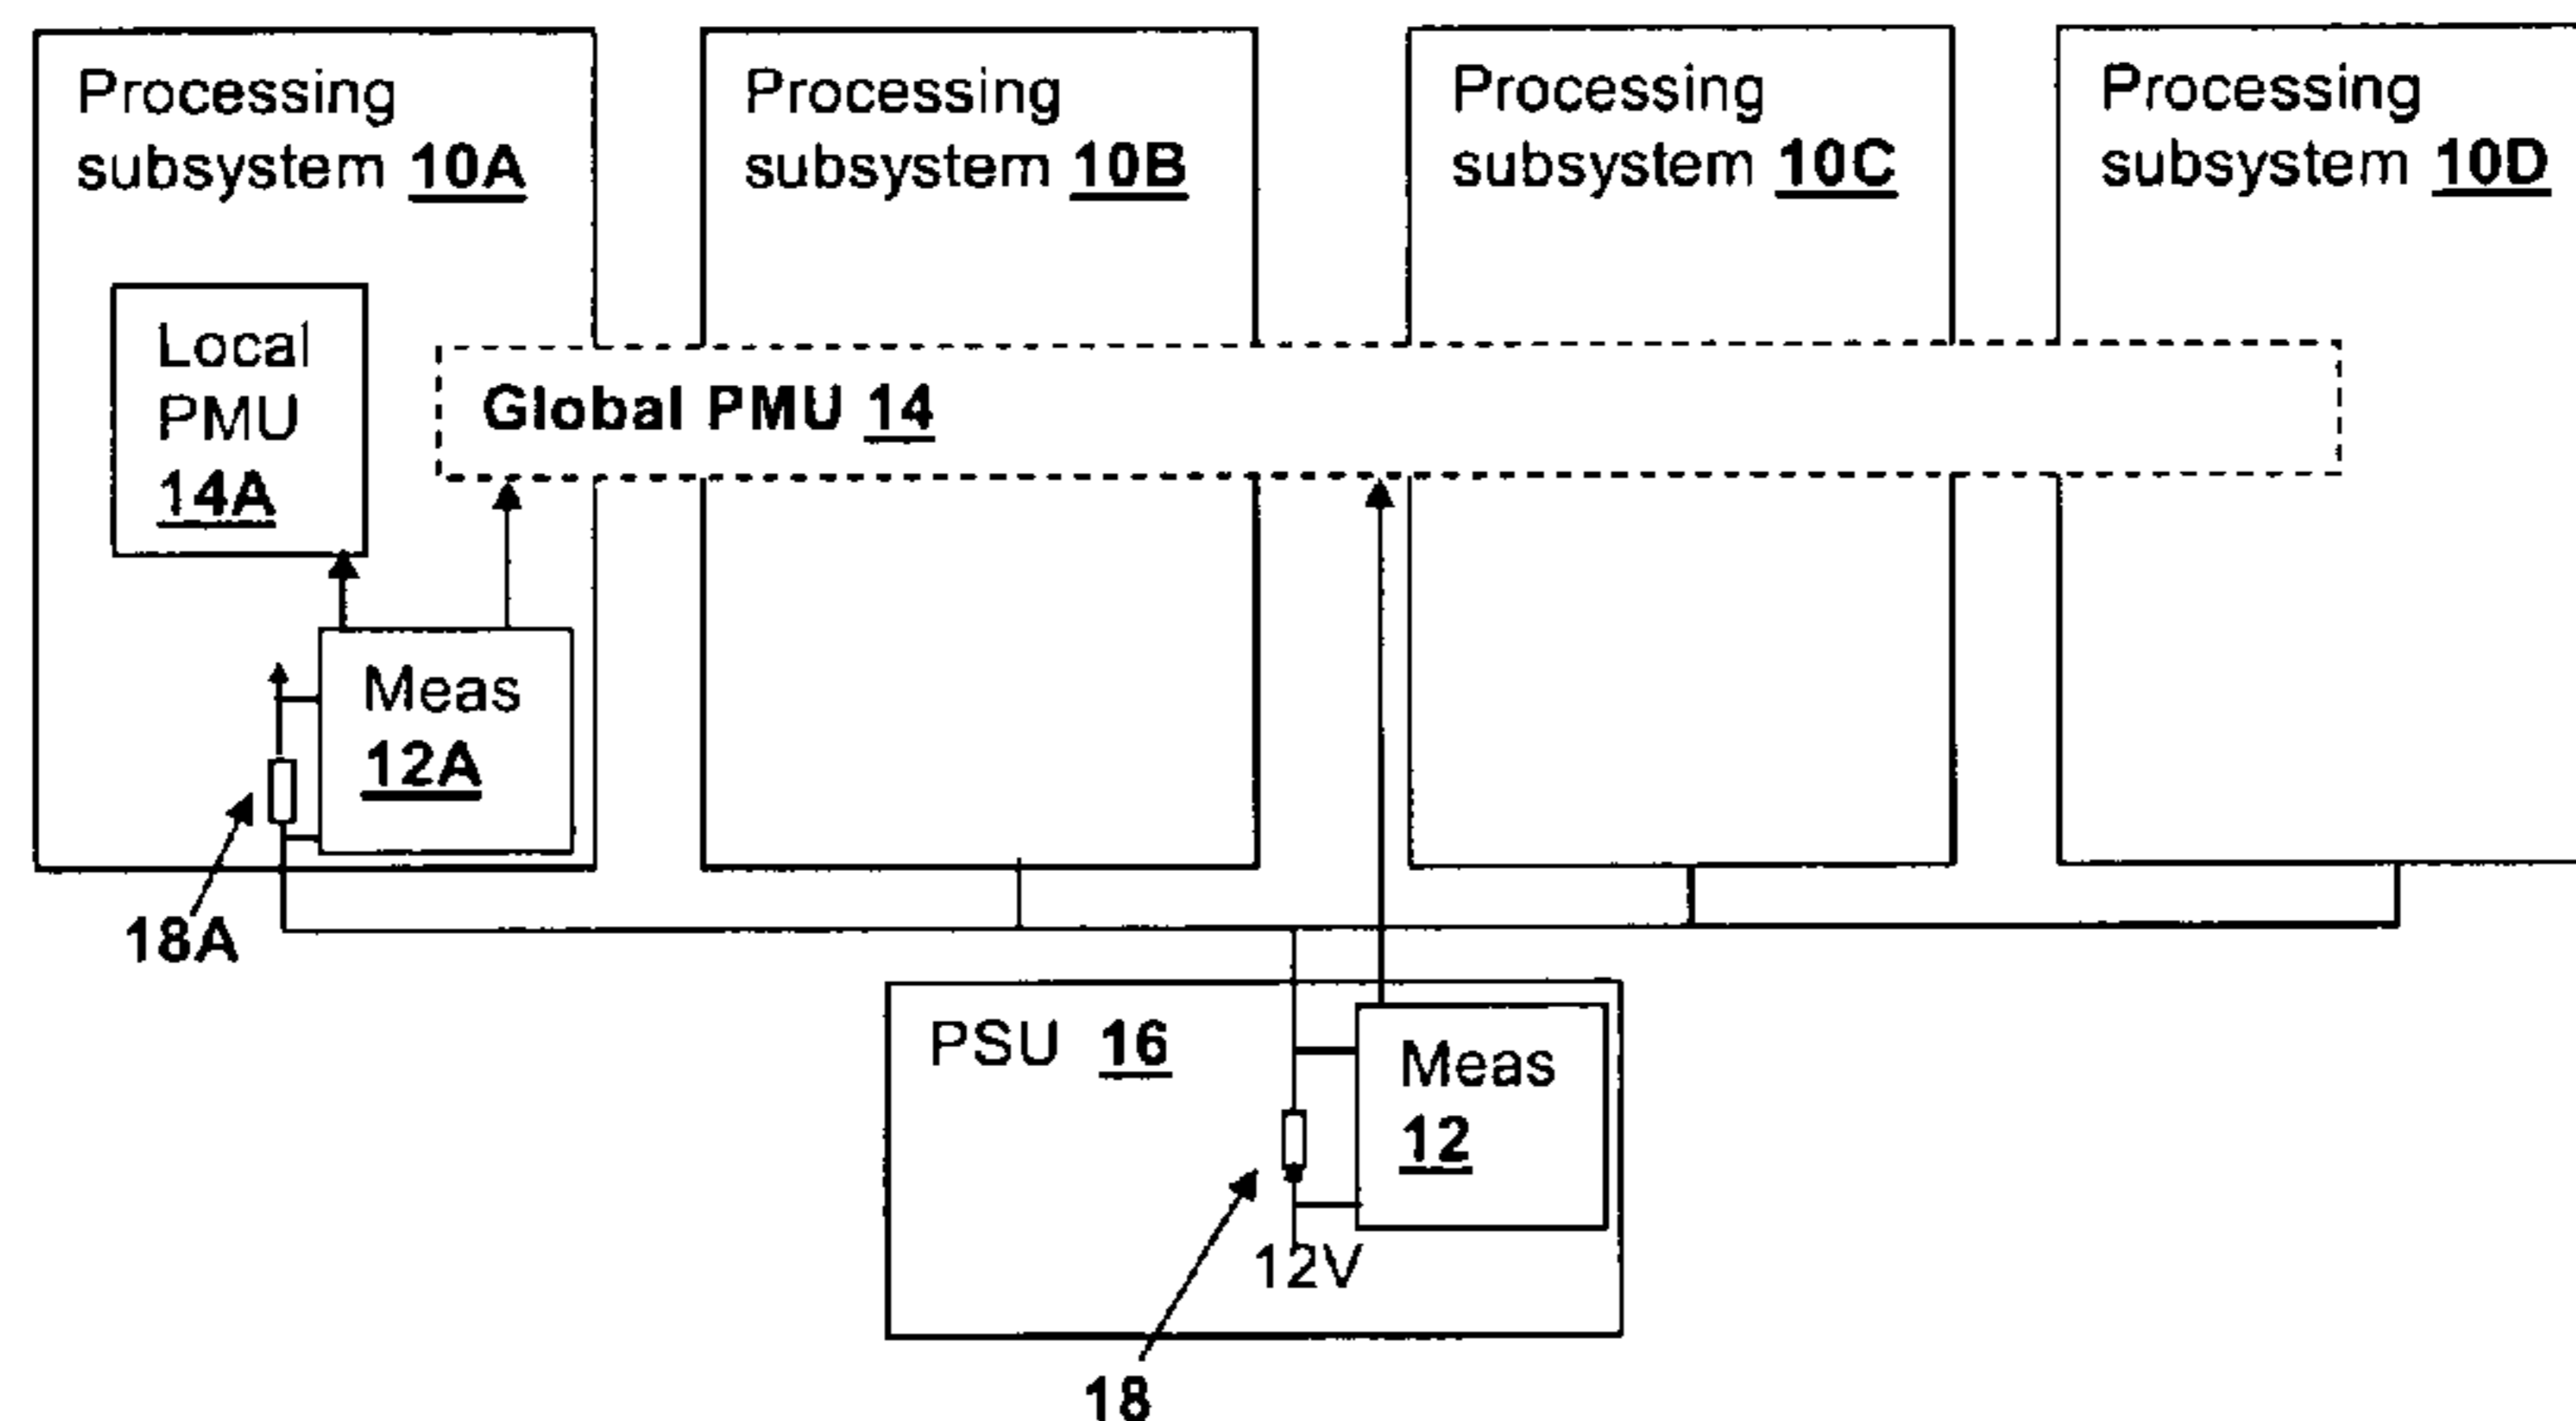 Processing
subsystem 10A
Processing
subsystem 10B
Processing
subsystem 10C
Processing
subsystem 10D
Local
PMU
14A
Global PMU 14
Meas
12A
18A
PSU 16
Meas
12
12V
18